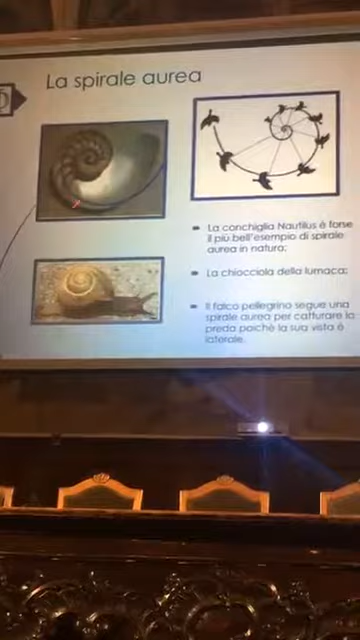 La spirale aurea
La conchiglia Nautilus è forse
il più bell'esempio di spirale
aurea in natura;
La chiocciola della lumaca;
Il falco pellegrino segue una
spirale aurea per catturare la
preda poichè la sua vista è
laterale.